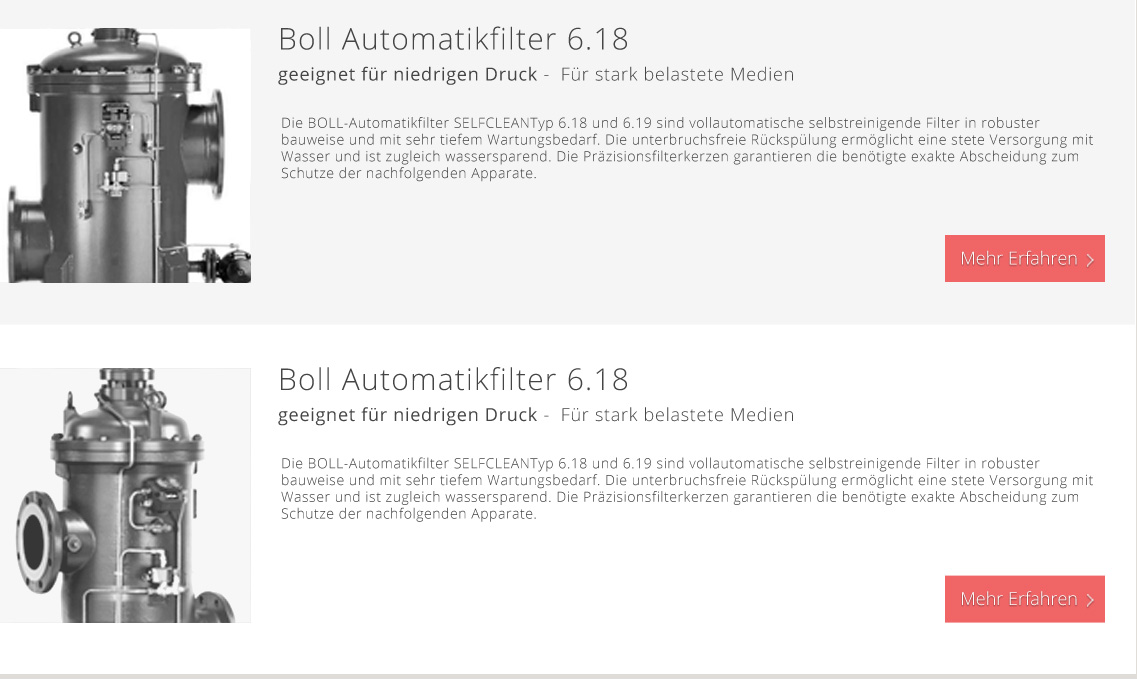 Boll Automatikfilter 6.18
geeignet für niedrigen Druck - Für stark belastete Medien
Die BOLL-Automatikfilter SELFCLEANTyp 6.18 und 6.19 sind vollautomatische selbstreinigende Filter in robuster
bauweise und mit sehr tiefem Wartungsbedarf. Die unterbruchsfreie Rückspülung ermöglicht eine stete Versorgung mit
Wasser und ist zugleich wassersparend. Die Präzisionsfilterkerzen garantieren die benötigte exakte Abscheidung zum
Schutze der nachfolgenden Apparate.
Mehr Erfahren
Boll Automatikfilter 6.18
geeignet für niedrigen Druck - Für stark belastete Medien
Die BOLL-Automatikfilter SELFCLEANTyp 6.18 und 6.19 sind vollautomatische selbstreinigende Filter in robuster
bauweise und mit sehr tiefem Wartungsbedarf. Die unterbruchsfreie Rückspülung ermöglicht eine stete Versorgung mit
Wasser und ist zugleich wassersparend. Die Präzisionsfilterkerzen garantieren die benötigte exakte Abscheidung zum
Schutze der nachfolgenden Apparate.
Mehr Erfahren